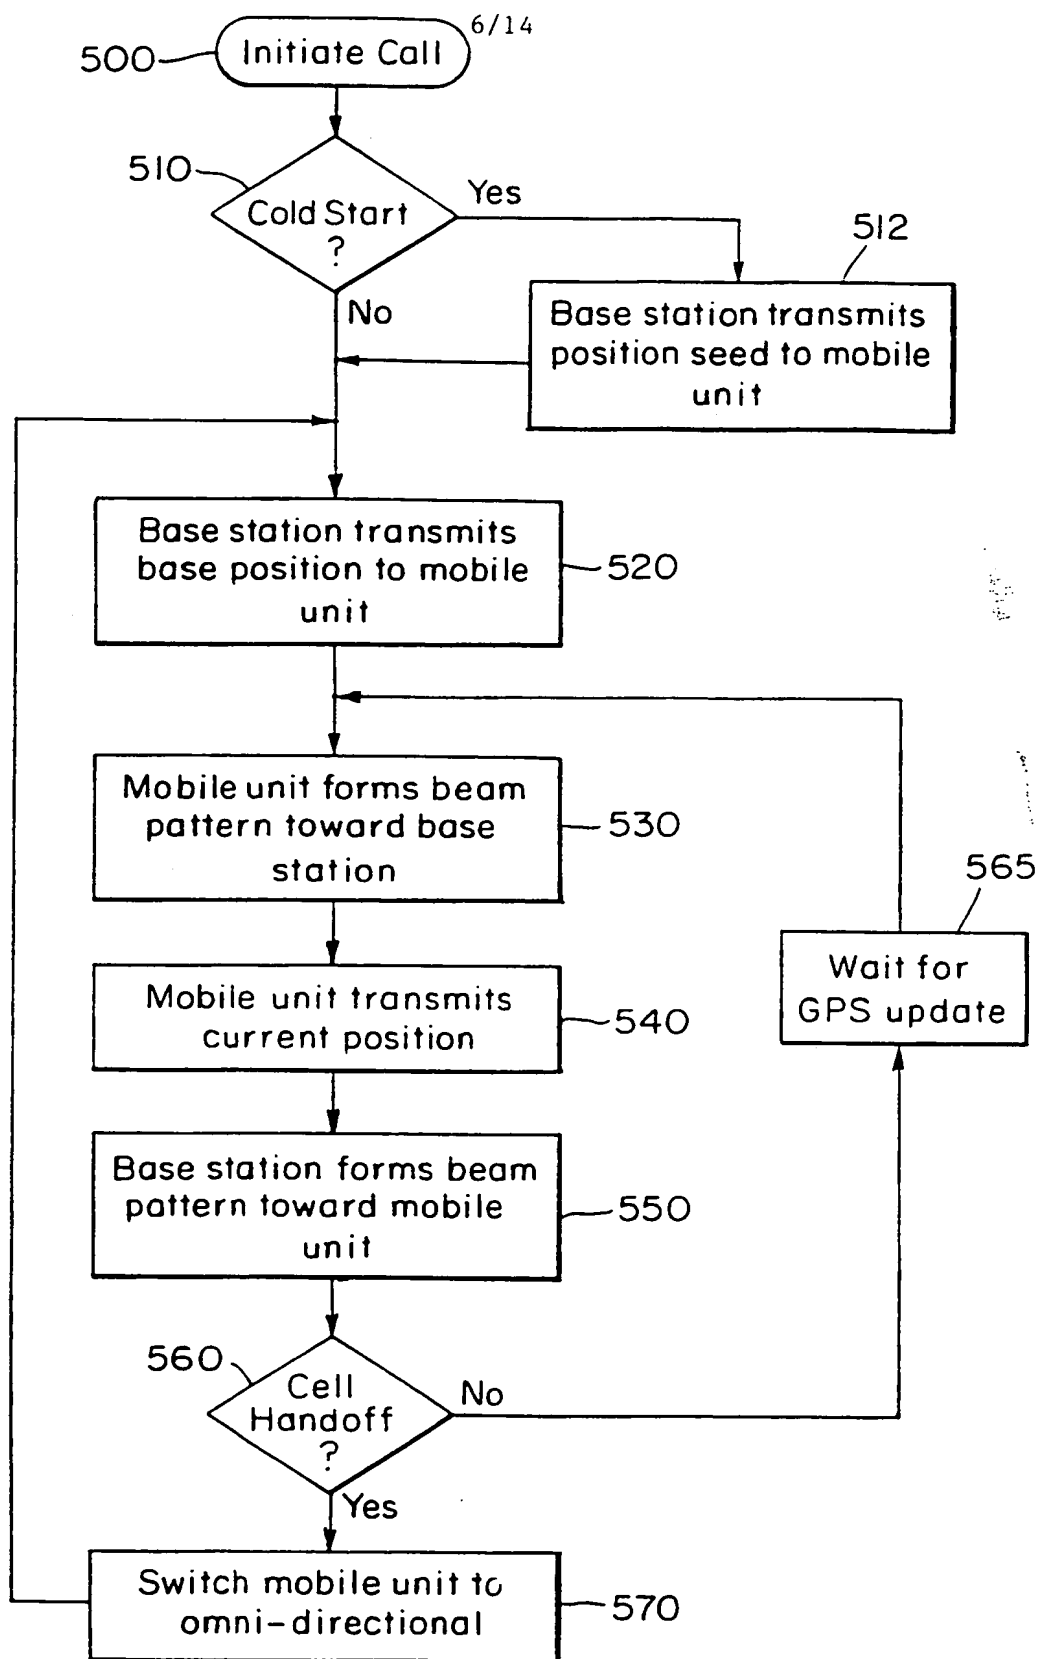 6/14
500
Initiate Call
510
Cold Start
?
Yes
No
512
Base station transmits
position seed to mobile
unit
Base station transmits
base position to mobile
unit
520
Mobile unit forms beam
pattern toward base
station
530
565
Wait for
GPS update
Mobile unit transmits
current position
540
Base station forms beam
pattern toward mobile
unit
550
560
Cell
Handoff
?
No
Yes
Switch mobile unit to
omni-directional
570